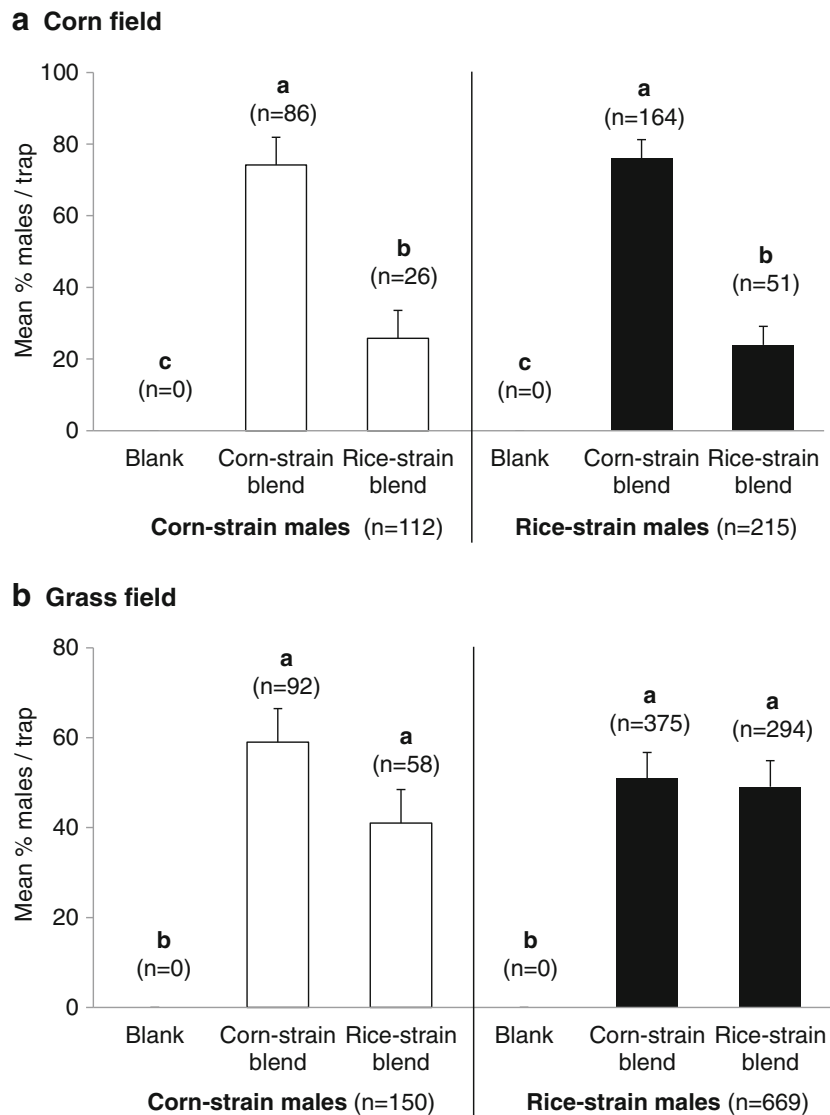 a Corn field
Mean % males / trap
100
80
60
40
20
0
a
(n=86)
b
(n=26)
c
(n=0)
a
(n=164)
b
(n=51)
c
(n=0)
Blank Corn-strain blend Rice-strain blend Blank Corn-strain blend Rice-strain blend
Corn-strain males (n=112) Rice-strain males (n=215)
b Grass field
Mean % males / trap
80
60
40
20
0
a
(n=92)
a
(n=58)
b
(n=0)
a
(n=375)
a
(n=294)
b
(n=0)
Blank Corn-strain blend Rice-strain blend Blank Corn-strain blend Rice-strain blend
Corn-strain males (n=150) Rice-strain males (n=669)